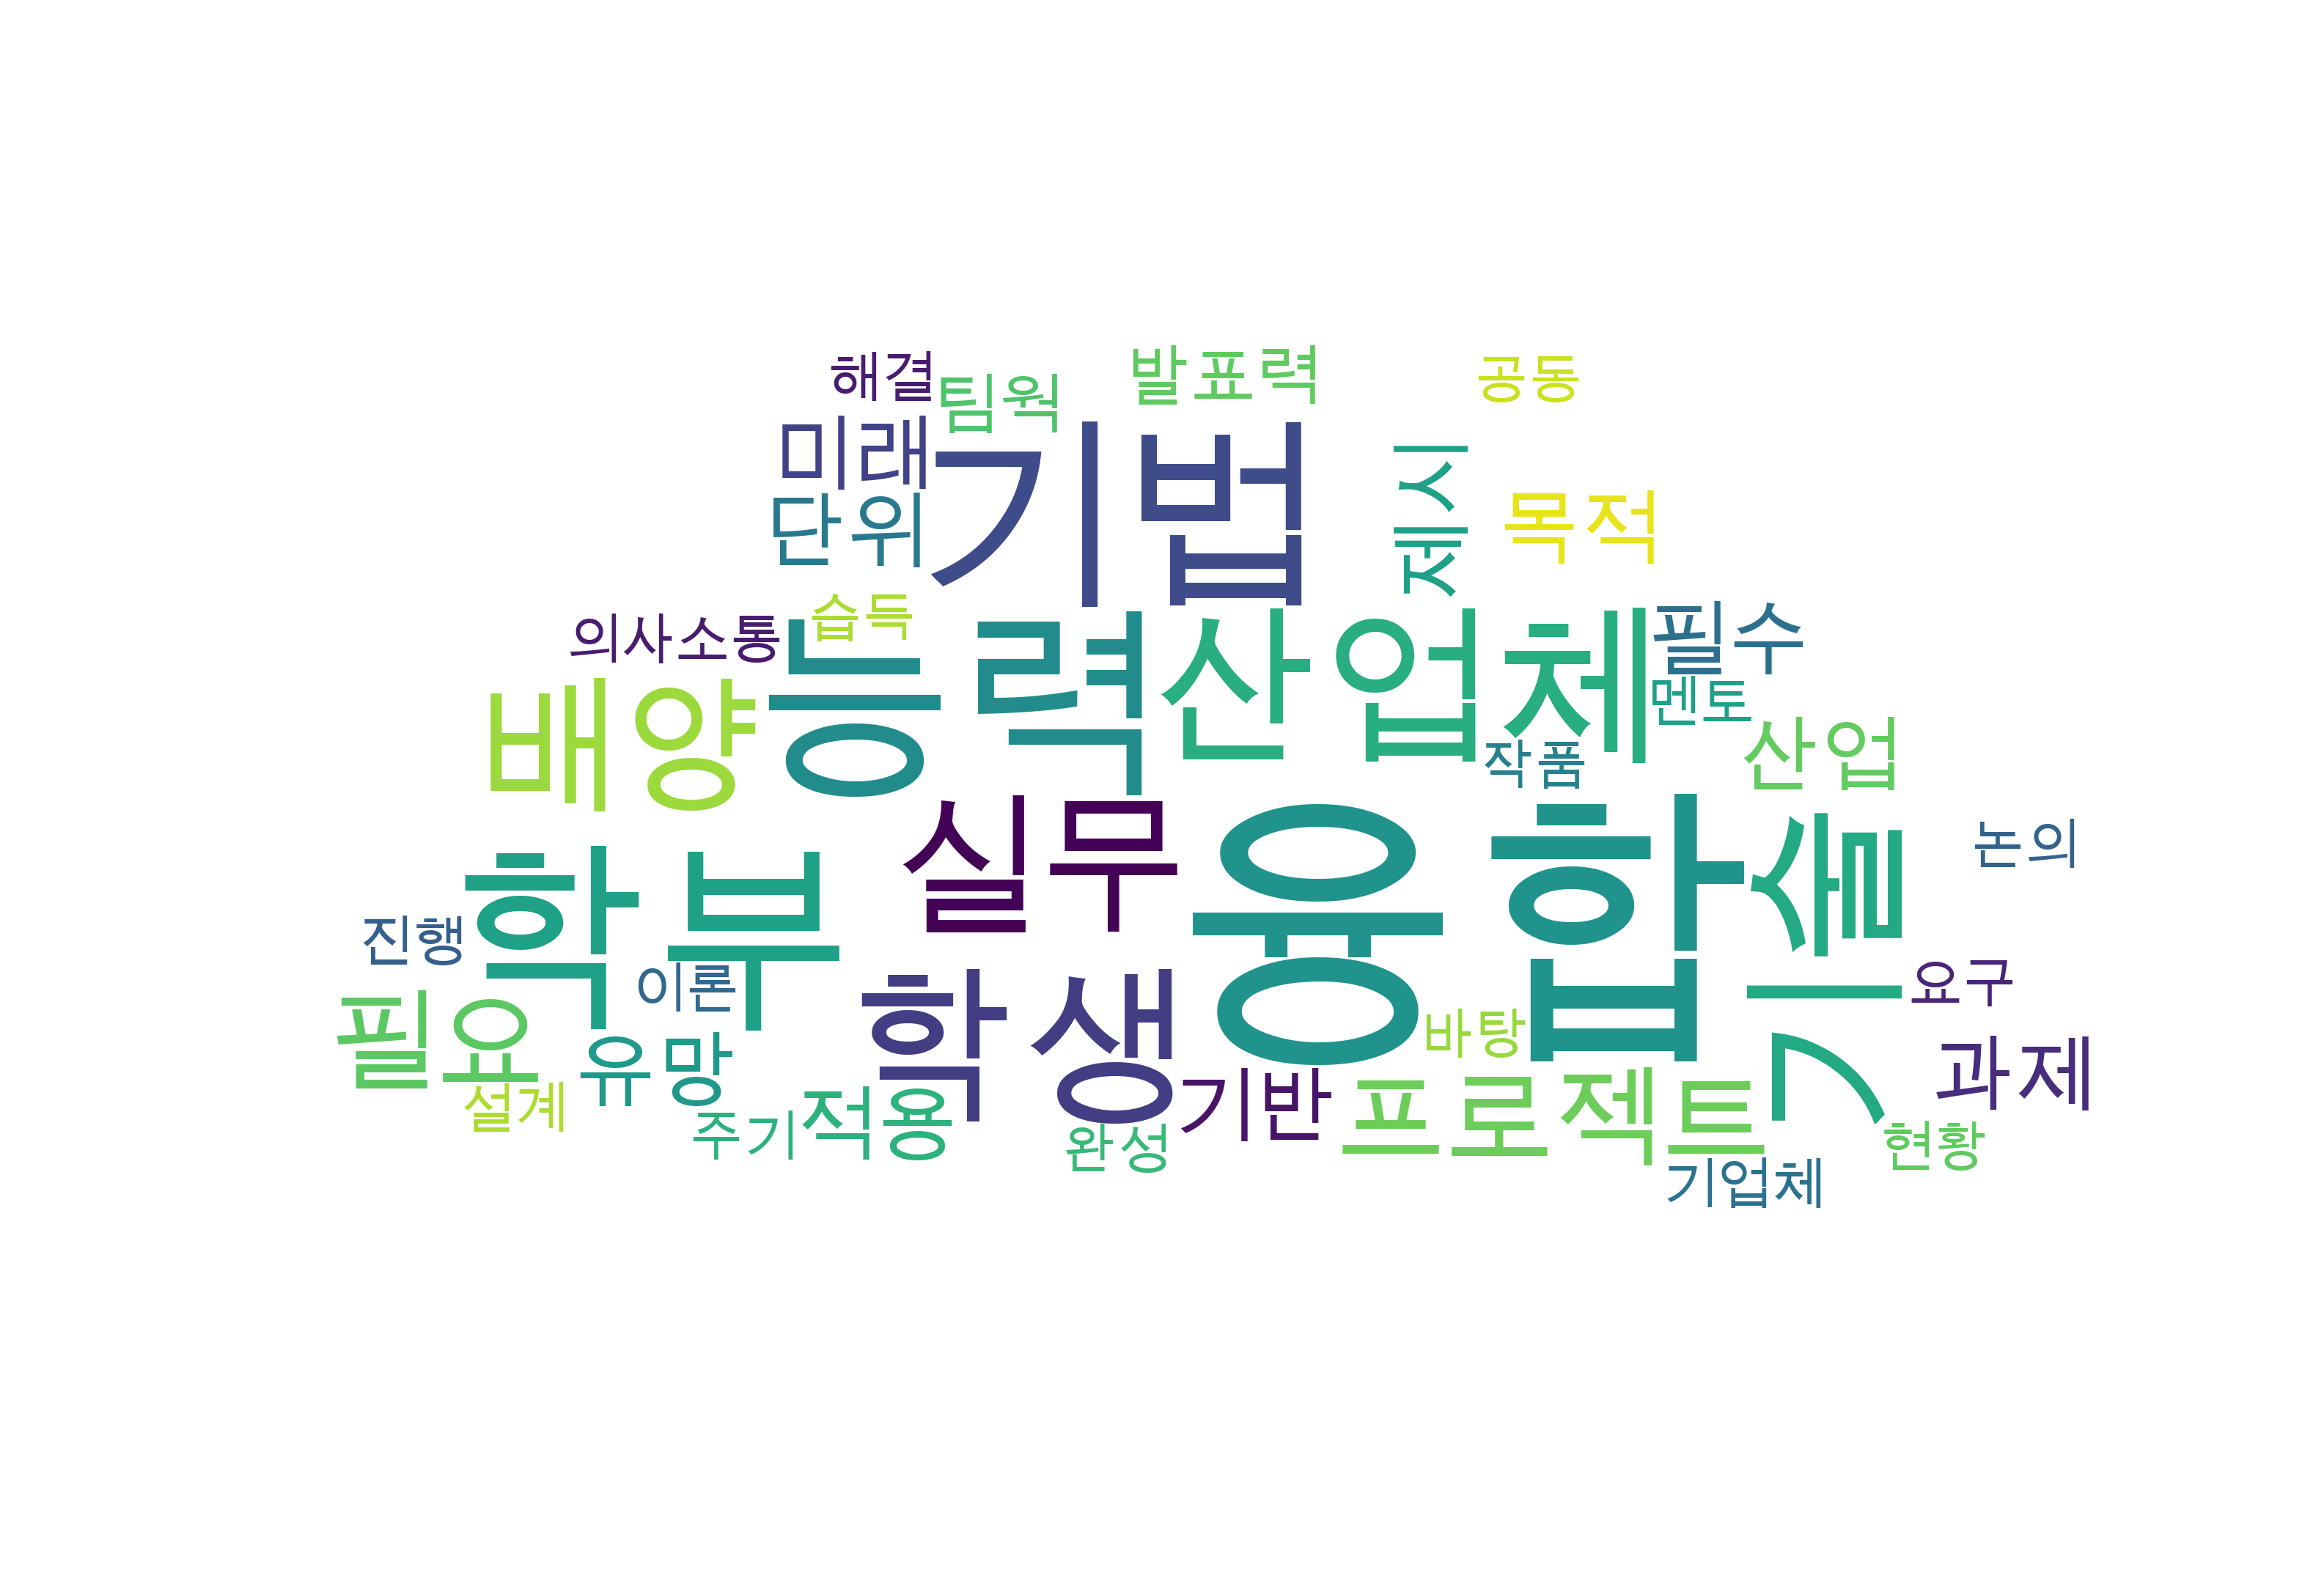 해결
팀웍
발표력
공동
미래
기법
제시
목적
단위
습득
필수
의사소통
능력
산업체
멘토
배양
작품
산업
실무
융합
기술
논의
학부
진행
이론
학생
요구
필요
유망
바탕
과제
설계
주기
적용
기반
프로젝트
완성
현황
기업체